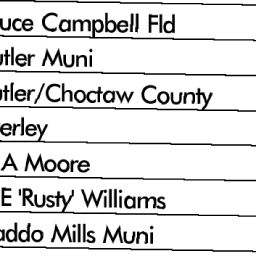 uce Campbell Fld
utler Muni
utler/Choctaw County
erley
A Moore
E 'Rusty' Williams
addo Mills Muni